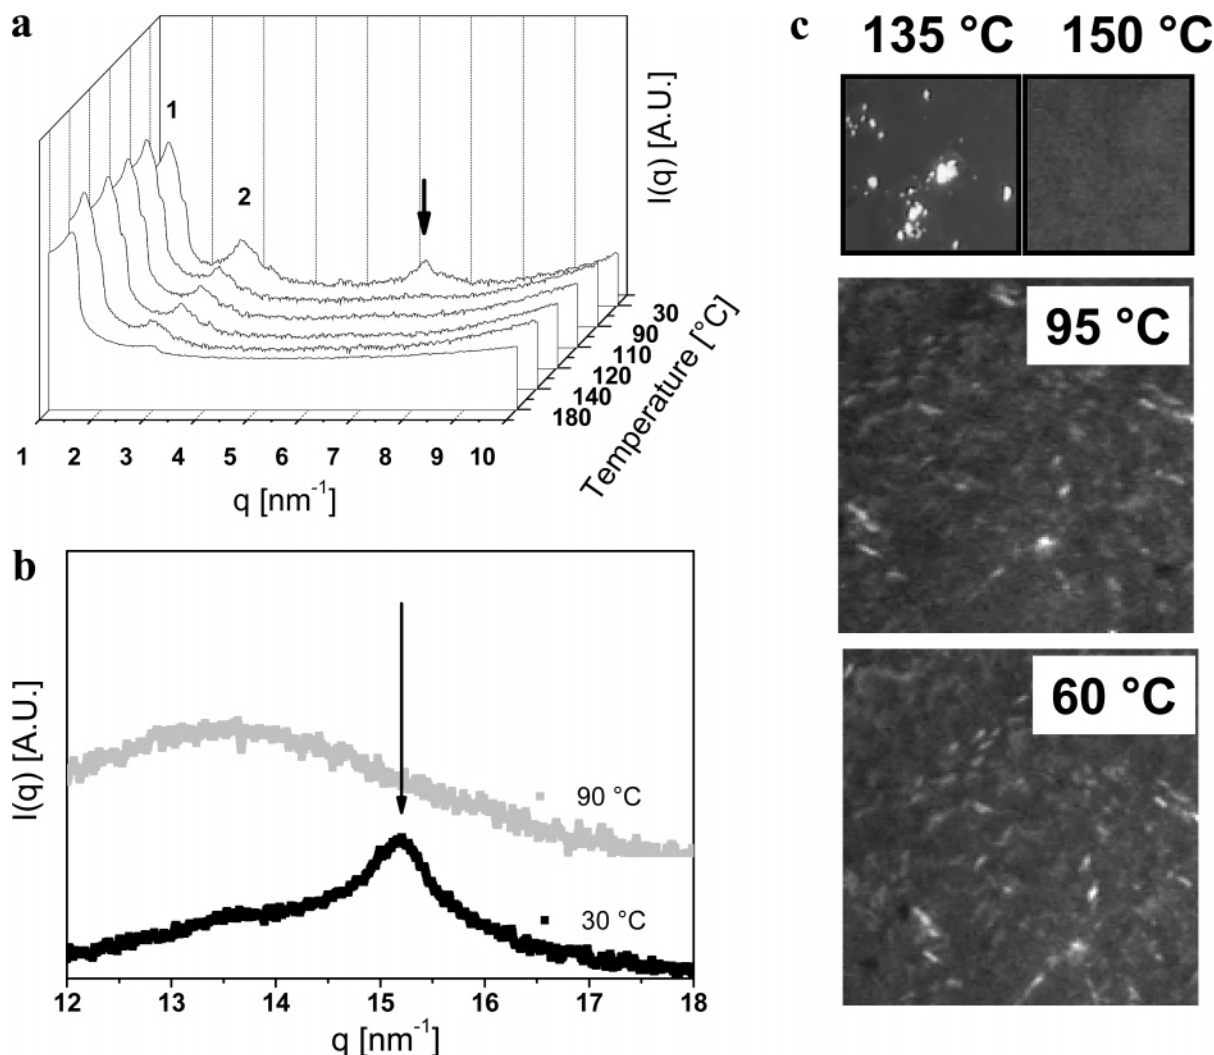 a
1
2
I(q) [A.U.]
30
90
110
120
140
180
Temperature [°C]
1 2 3 4 5 6 7 8 9 10
q [nm⁻¹]
b
I(q) [A.U.]
90 °C
30 °C
12 13 14 15 16 17 18
q [nm⁻¹]
c
135 °C 150 °C
95 °C
60 °C